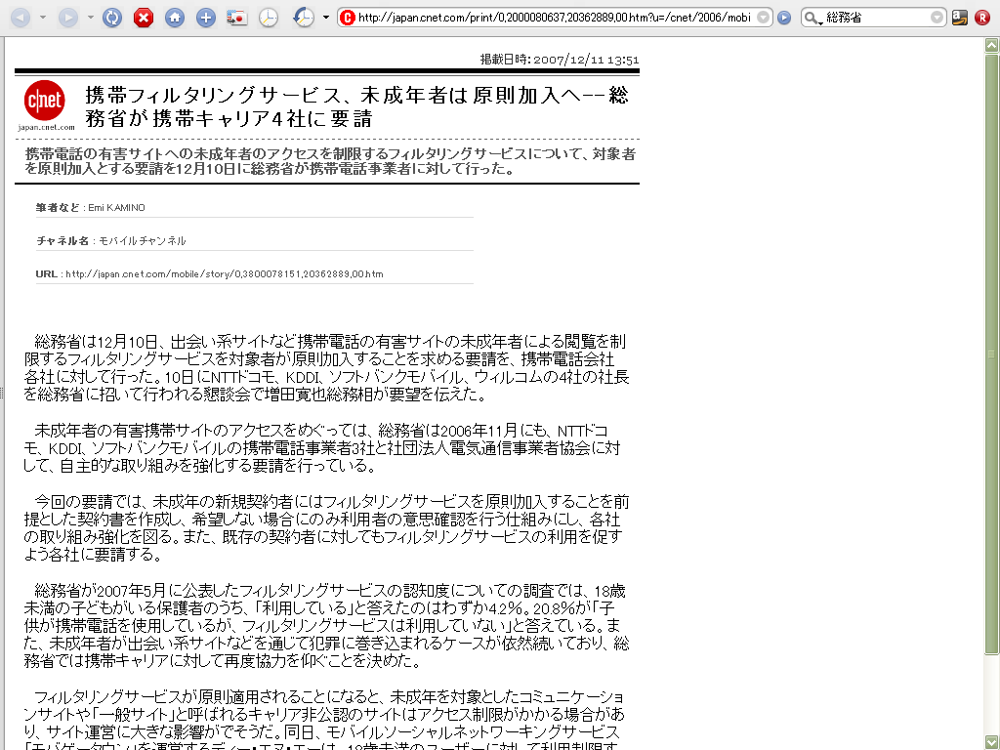 http://japan.cnet.com/print/0,2000080637,20362889,00.htm?u=/cnet/2006/mobi
総務省
掲載日時: 2007/12/11 13:51
c|net
japan.cnet.com
携帯フィルタリングサービス、未成年者は原則加入へ--総
務省が携帯キャリア4社に要請
携帯電話の有害サイトへの未成年者のアクセスを制限するフィルタリングサービスについて、対象者
を原則加入とする要請を12月10日に総務省が携帯電話事業者に対して行った。
筆者など : Emi KAMINO
チャネル名 : モバイルチャンネル
URL : http://japan.cnet.com/mobile/story/0,3800078151,20362889,00.htm
総務省は12月10日、出会い系サイトなど携帯電話の有害サイトの未成年者による閲覧を制
限するフィルタリングサービスを対象者が原則加入することを求める要請を、携帯電話会社
各社に対して行った。10日にNTTドコモ、KDDI、ソフトバンクモバイル、ウィルコムの4社の社長
を総務省に招いて行われる懇談会で増田寛也総務相が要望を伝えた。
未成年者の有害携帯サイトのアクセスをめぐっては、総務省は2006年11月にも、NTTドコ
モ、KDDI、ソフトバンクモバイルの携帯電話事業者3社と社団法人電気通信事業者協会に対
して、自主的な取り組みを強化する要請を行っている。
今回の要請では、未成年の新規契約者にはフィルタリングサービスを原則加入することを前
提とした契約書を作成し、希望しない場合にのみ利用者の意思確認を行う仕組みにし、各社
の取り組み強化を図る。また、既存の契約者に対してもフィルタリングサービスの利用を促す
よう各社に要請する。
総務省が2007年5月に公表したフィルタリングサービスの認知度についての調査では、18歳
未満の子どもがいる保護者のうち、「利用している」と答えたのはわずか4.2%。20.8%が「子
供が携帯電話を使用しているが、フィルタリングサービスは利用していない」と答えている。ま
た、未成年者が出会い系サイトなどを通じて犯罪に巻き込まれるケースが依然続いており、総
務省では携帯キャリアに対して再度協力を仰ぐことを決めた。
フィルタリングサービスが原則適用されることになると、未成年を対象としたコミュニケーショ
ンサイトや「一般サイト」と呼ばれるキャリア非公認のサイトはアクセス制限がかかる場合があ
り、サイト運営に大きな影響がでそうだ。同日、モバイルソーシャルネットワーキングサービス
「モバゲータウン」を運営するディー・エヌ・エーは、18歳未満のユーザーに対して利用制限す